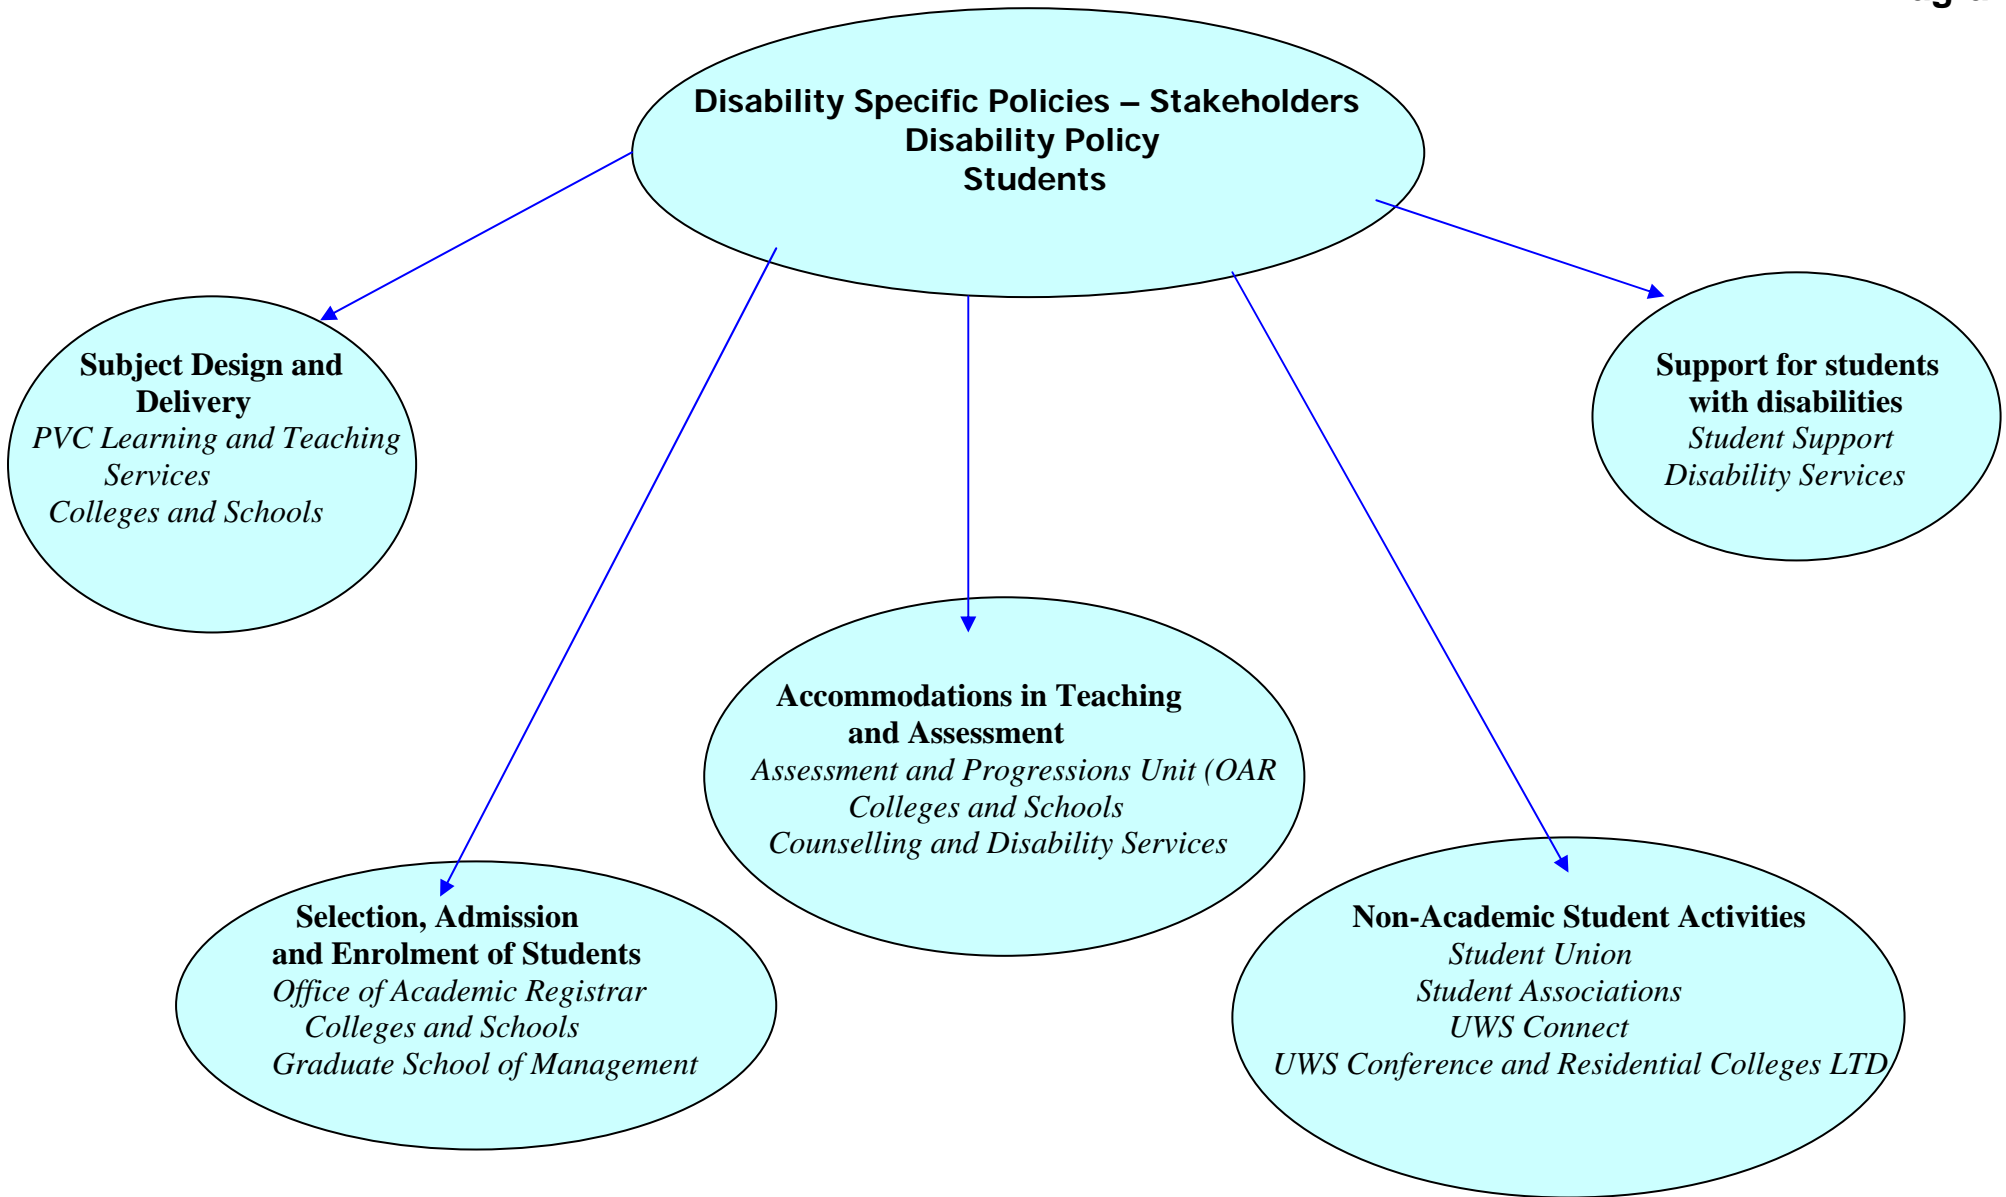 Disability Specific Policies – Stakeholders
Disability Policy
Students
Subject Design and
Delivery
PVC Learning and Teaching
Services
Colleges and Schools
Support for students
with disabilities
Student Support
Disability Services
Accommodations in Teaching
and Assessment
Assessment and Progressions Unit (OAR
Colleges and Schools
Counselling and Disability Services
Selection, Admission
and Enrolment of Students
Office of Academic Registrar
Colleges and Schools
Graduate School of Management
Non-Academic Student Activities
Student Union
Student Associations
UWS Connect
UWS Conference and Residential Colleges LTD